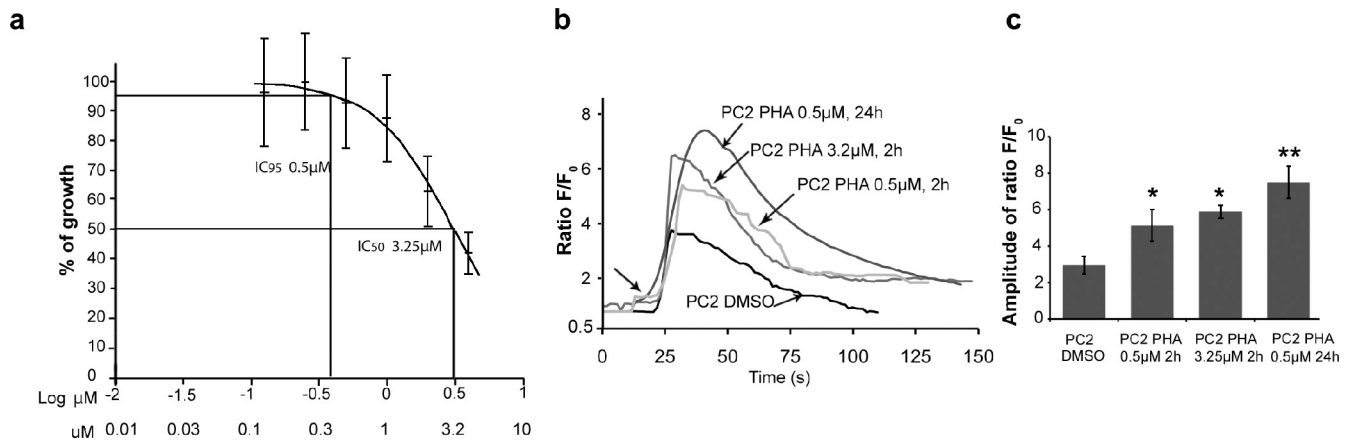 a
% of growth
100
90
80
70
60
50
40
30
20
10
0
IC95 0.5µM
IC50 3.25µM
Log µM -2 -1.5 -1 -0.5 0 0.5 1
uM 0.01 0.03 0.1 0.3 1 3.2 10
b
Ratio F/F0
8
6
4
2
0.5
PC2 PHA 0.5µM, 24h
PC2 PHA 3.2µM, 2h
PC2 PHA 0.5µM, 2h
PC2 DMSO
0 25 50 75 100 125 150
Time (s)
c
Amplitude of ratio F/F0
10
8
6
4
2
0
* * **
PC2 PC2 PHA PC2 PHA PC2 PHA
DMSO 0.5µM 2h 3.25µM 2h 0.5µM 24h